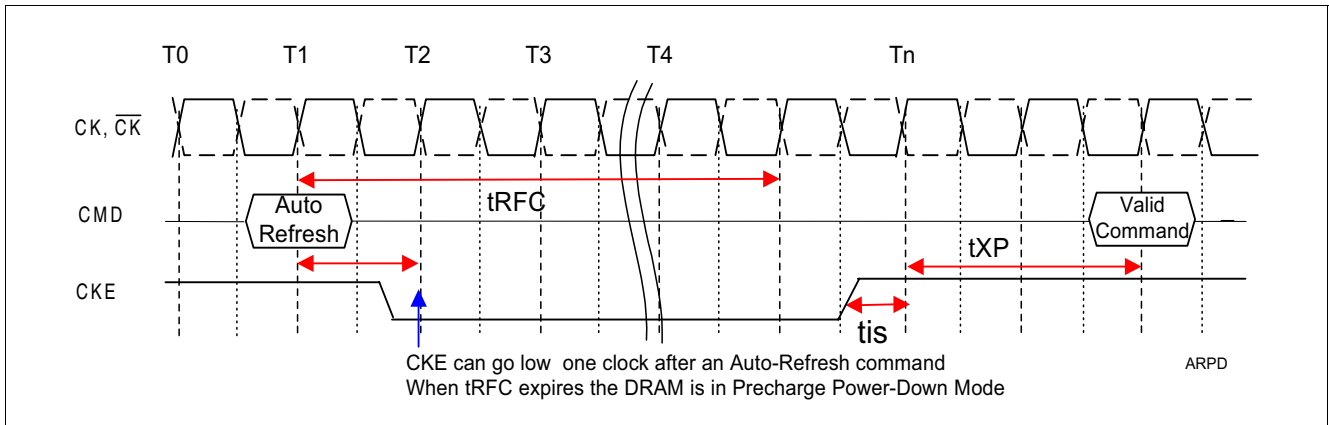 T0 T1 T2 T3 T4 Tn
CK, C̅K̅
tRFC
CMD
Auto
Refresh
Valid
Command
tXP
CKE
tis
CKE can go low one clock after an Auto-Refresh command
When tRFC expires the DRAM is in Precharge Power-Down Mode
ARPD